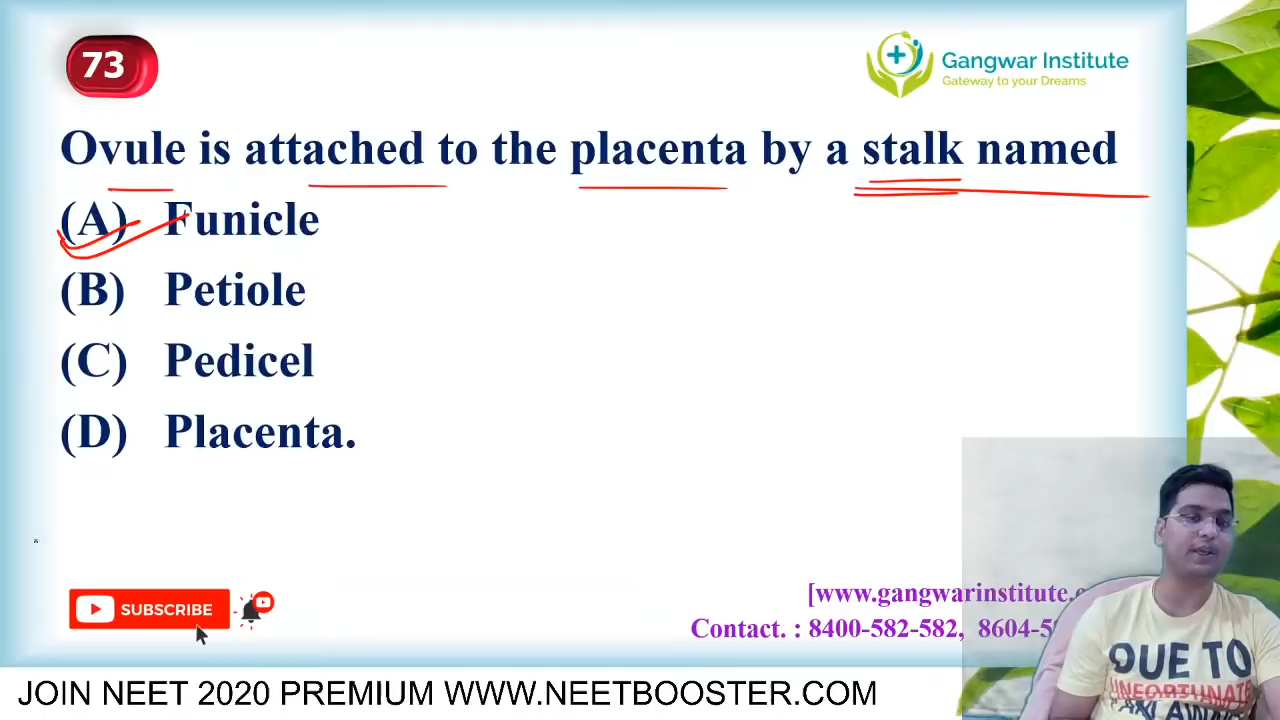 73
Gangwar Institute
Gateway to your Dreams
Ovule is attached to the placenta by a stalk named
(A) Funicle
(B) Petiole
(C) Pedicel
(D) Placenta.
SUBSCRIBE
[www.gangwarinstitute.
Contact. : 8400-582-582, 8604-5
DUE TO
UNFORTUNATE
JOIN NEET 2020 PREMIUM WWW.NEETBOOSTER.COM